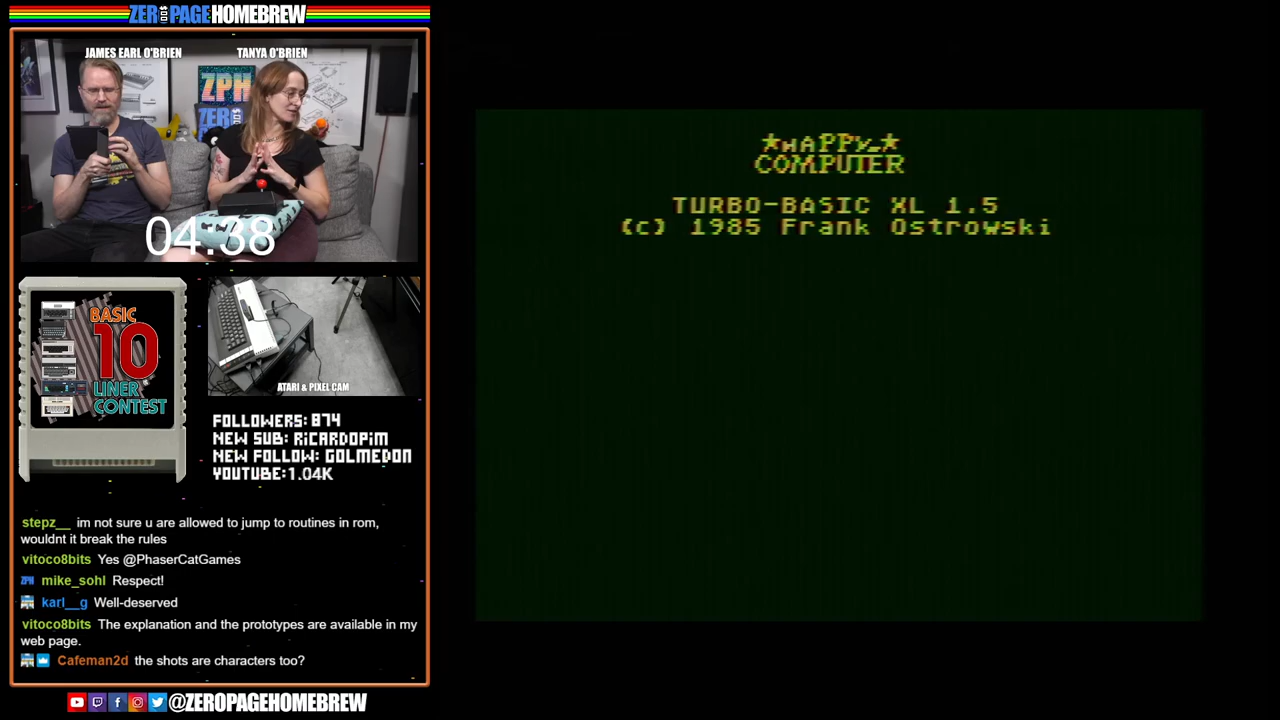 ZERO PAGE HOMEBREW
JAMES EARL O'BRIEN
TANYA O'BRIEN
ZPH
04:38
BASIC
10
LINER
CONTEST
ATARI & PIXEL CAM
FOLLOWERS: 874
NEW SUB: RICARDOPIM
NEW FOLLOW: GOLMEDON
YOUTUBE:1.04K
stepz__ im not sure u are allowed to jump to routines in rom,
wouldnt it break the rules
vitoco8bits Yes @PhaserCatGames
ZPH mike_sohl Respect!
karl__g Well-deserved
vitoco8bits The explanation and the prototypes are available in my
web page.
Cafeman2d the shots are characters too?
@ZEROPAGEHOMEBREW
★HAPPY_★
COMPUTER
TURBO-BASIC XL 1.5
(c) 1985 Frank Ostrowski